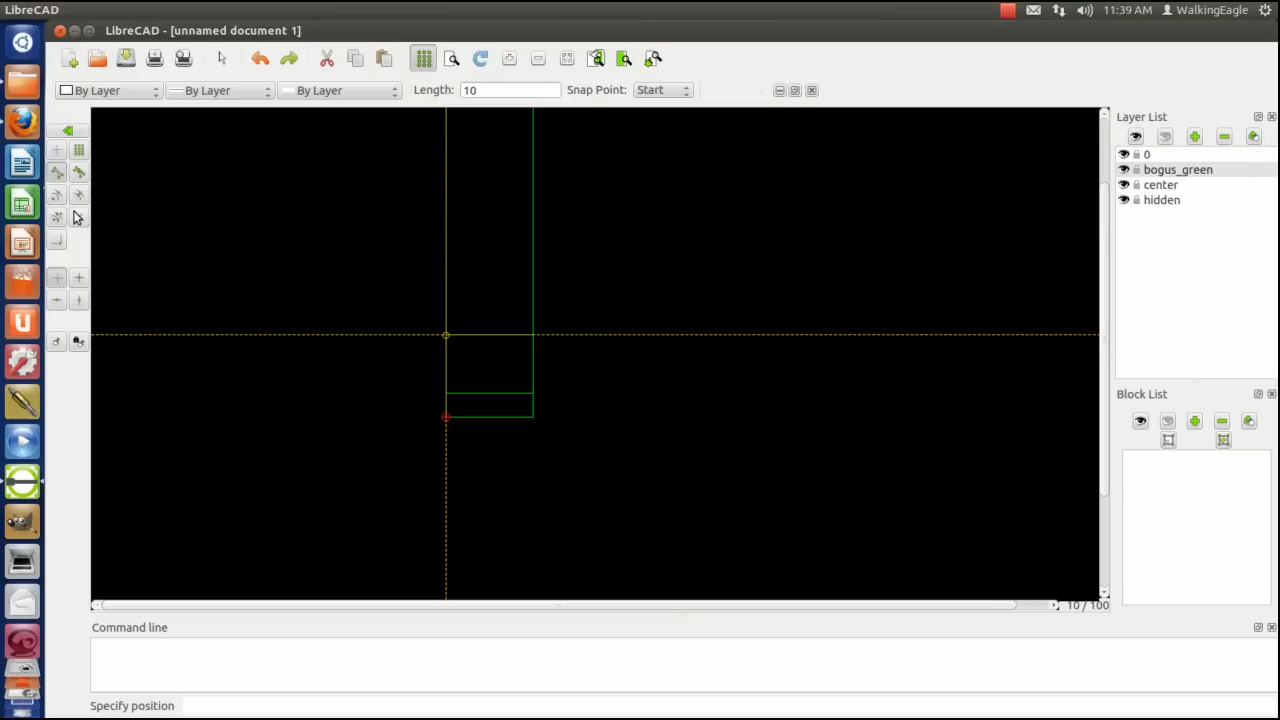 LibreCAD
11:39 AM WalkingEagle
LibreCAD - [unnamed document 1]
By Layer By Layer By Layer Length: 10 Snap Point: Start
Layer List
0
bogus_green
center
hidden
Block List
10 / 100
Command line
Specify position